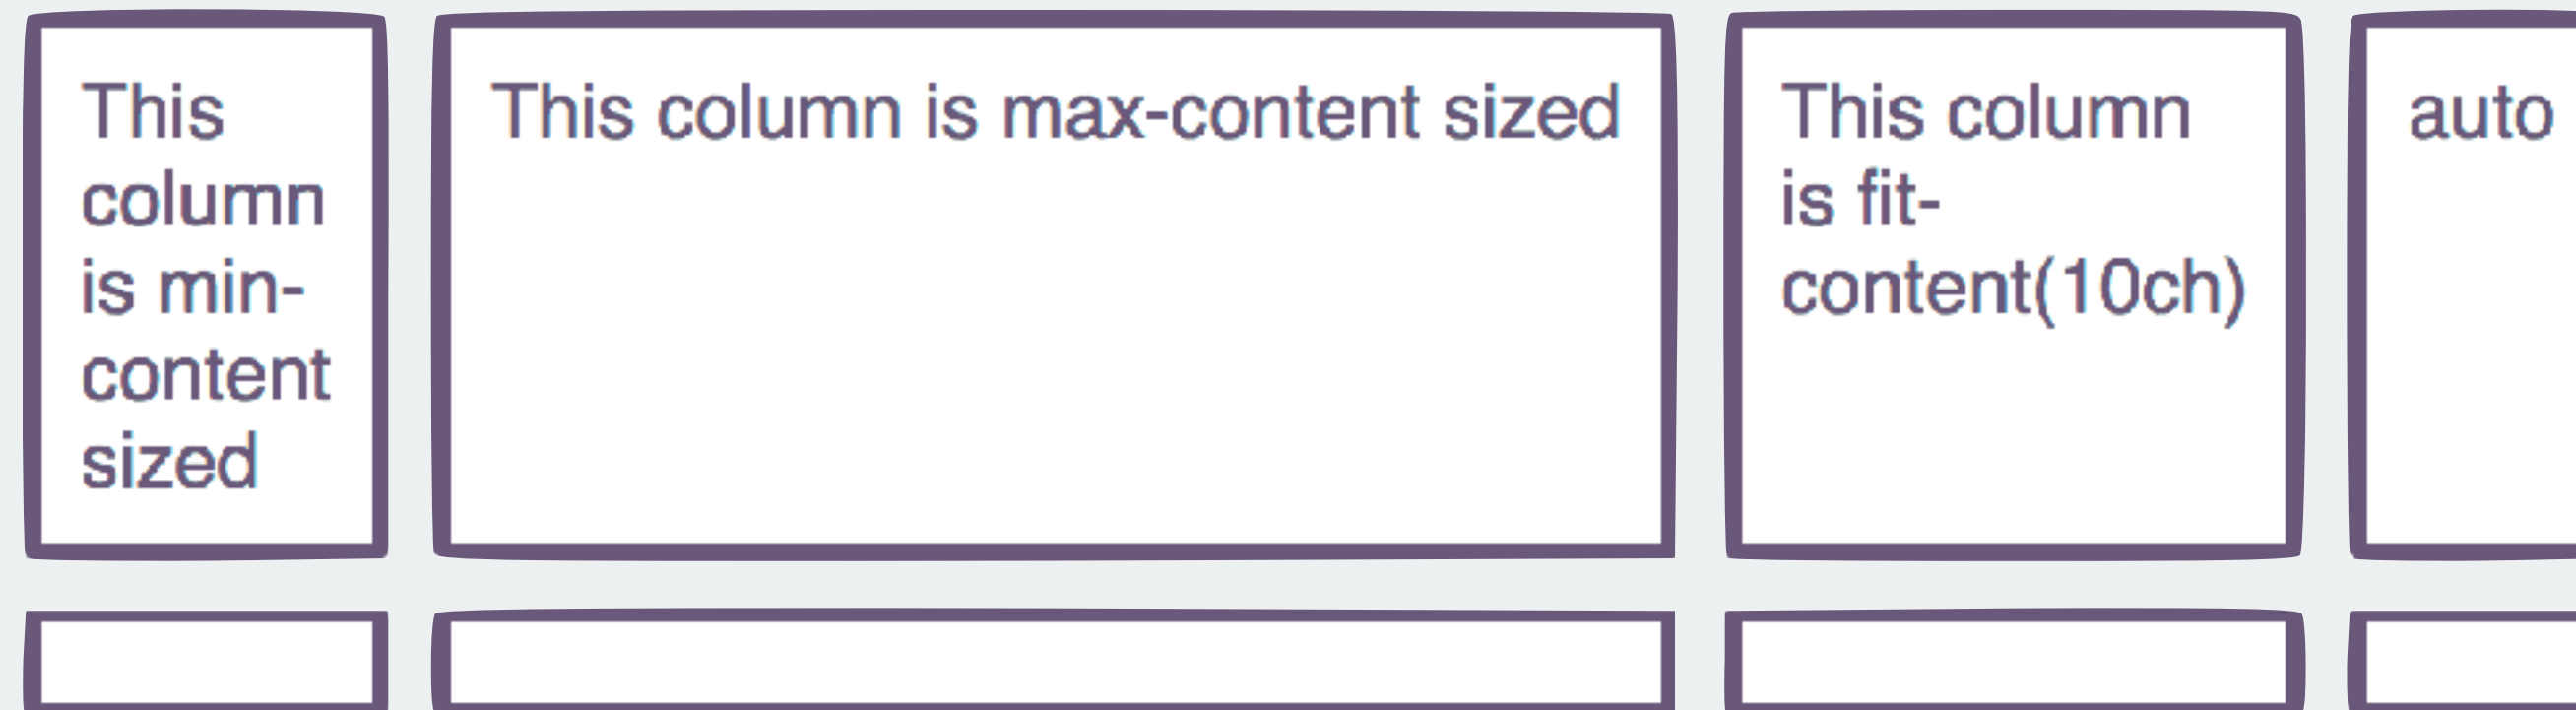 This
column
is min-
content
sized
This column is max-content sized
This column
is fit-
content(10ch)
auto